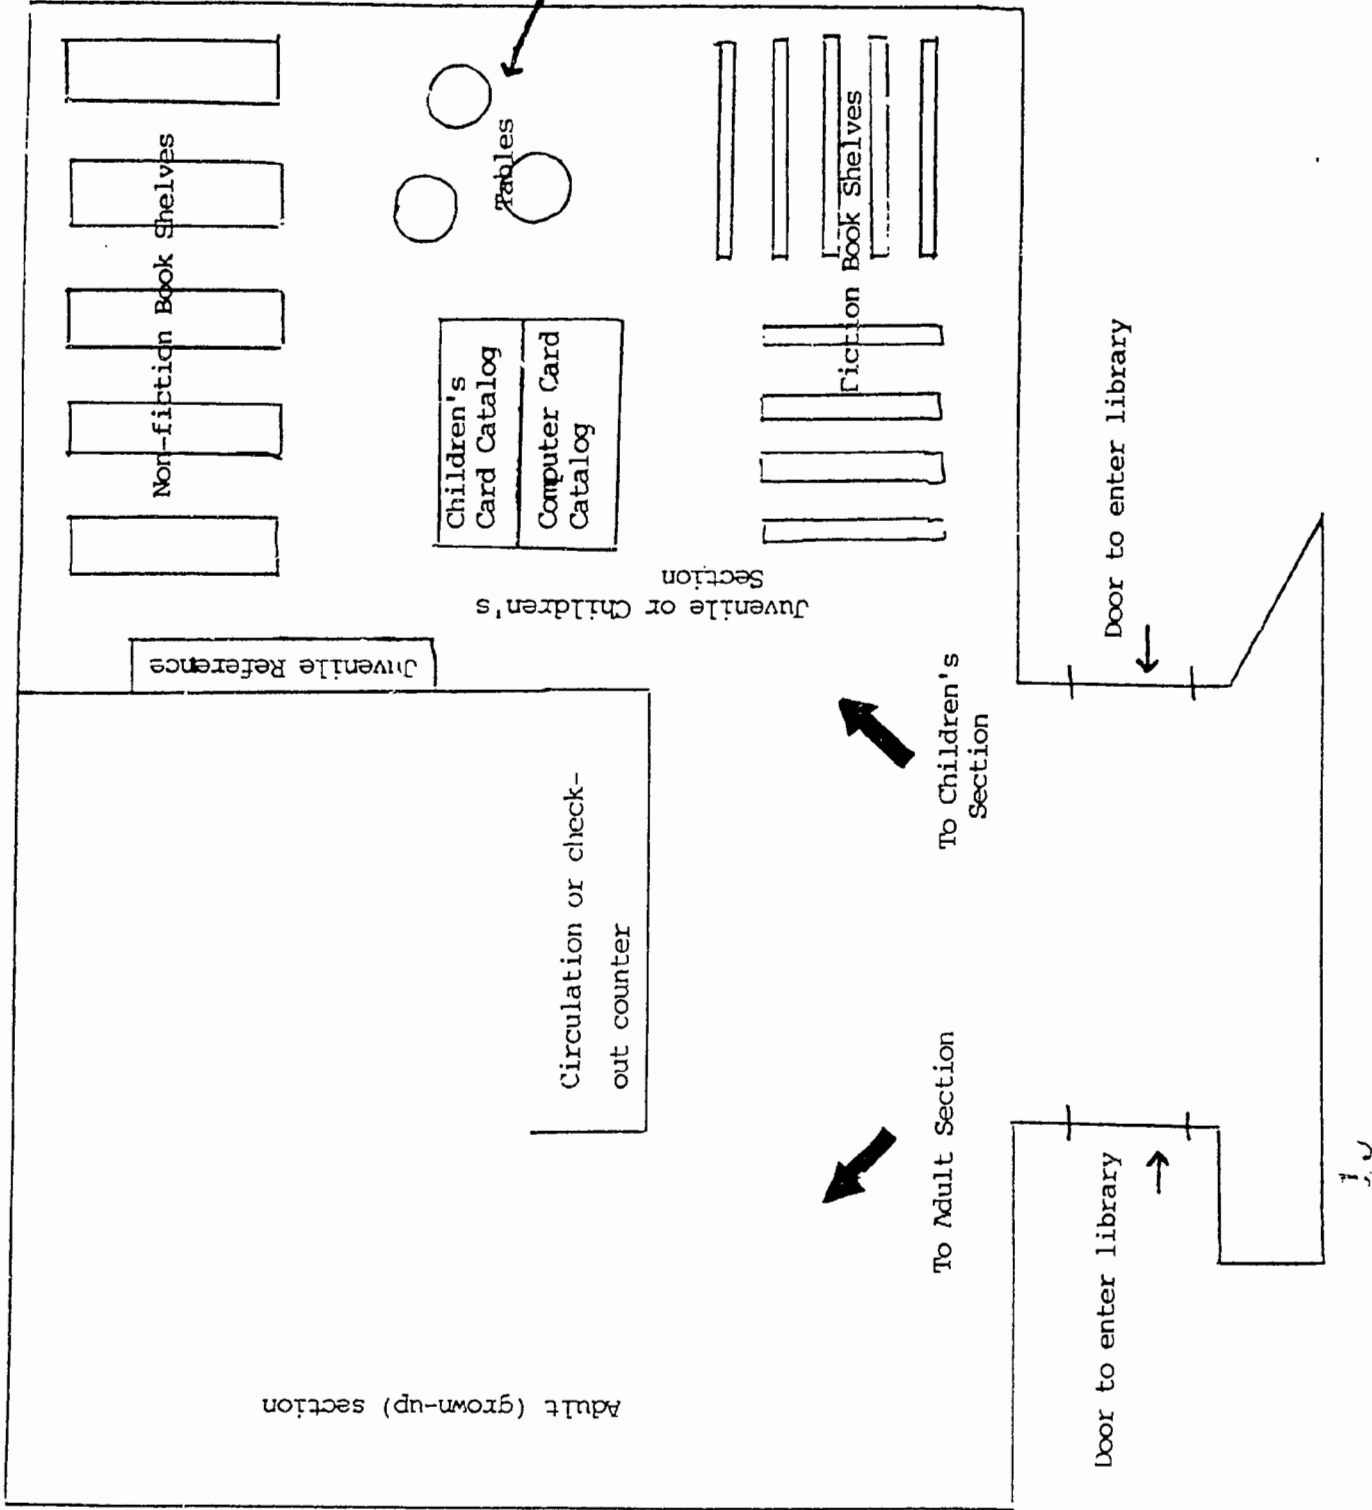 Non-fiction Book Shelves
Tables
Children's
Card Catalog
Computer Card
Catalog
Fiction Book Shelves
Juvenile or Children's
Section
Juvenile Reference
Circulation or check-
out counter
To Children's
Section
To Adult Section
Adult (grown-up) section
Door to enter library
Door to enter library